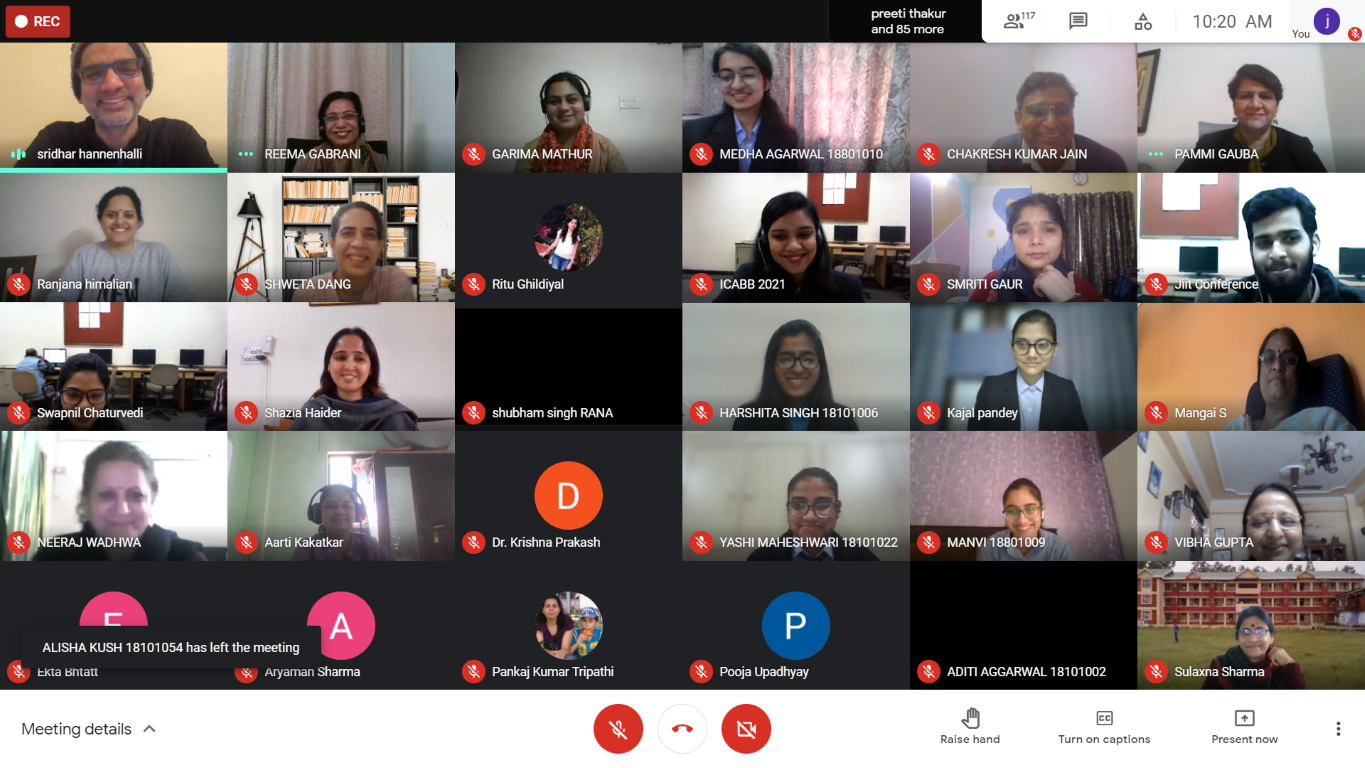 REC
preeti thakur
and 85 more
117
10:20 AM
You
j
sridhar hannenhalli
REEMA GABRANI
GARIMA MATHUR
MEDHA AGARWAL 18801010
CHAKRESH KUMAR JAIN
PAMMI GAUBA
Ranjana himalian
SHWETA DANG
Ritu Ghildiyal
ICABB 2021
SMRITI GAUR
Jiit Conference
Swapnil Chaturvedi
Shazia Haider
shubham singh RANA
HARSHITA SINGH 18101006
Kajal pandey
Mangai S
NEERAJ WADHWA
Aarti Kakatkar
D
Dr. Krishna Prakash
YASHI MAHESHWARI 18101022
MANVI 18801009
VIBHA GUPTA
E
A
P
ALISHA KUSH 18101054 has left the meeting
Ekta Bhtatt
Aryaman Sharma
Pankaj Kumar Tripathi
Pooja Upadhyay
ADITI AGGARWAL 18101002
Sulaxna Sharma
Meeting details
CC
Raise hand
Turn on captions
Present now